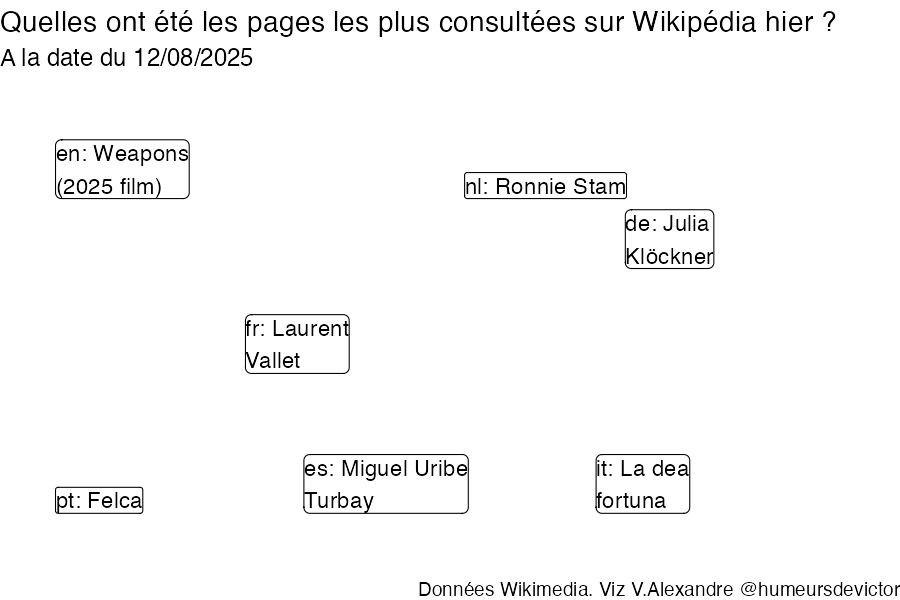 Quelles ont été les pages les plus consultées sur Wikipédia hier ?
A la date du 12/08/2025
en: Weapons
(2025 film)
nl: Ronnie Stam
de: Julia
Klöckner
fr: Laurent
Vallet
es: Miguel Uribe
Turbay
it: La dea
fortuna
pt: Felca
Données Wikimedia. Viz V.Alexandre @humeursdevictor